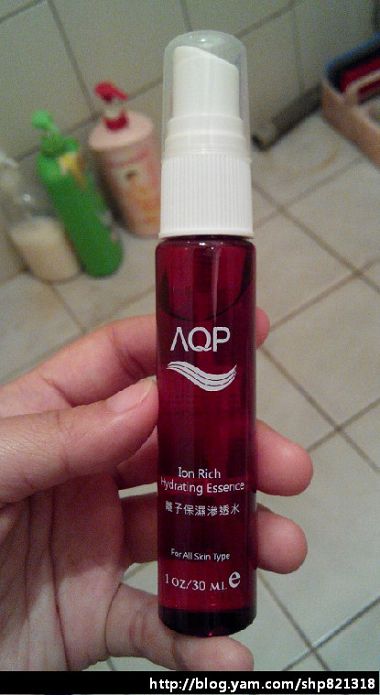 AQP
Ion Rich
Hydrating Essence
離子保濕滲透水
For All Skin Type
1 OZ/30 ML e
http://blog.yam.com/shp821318